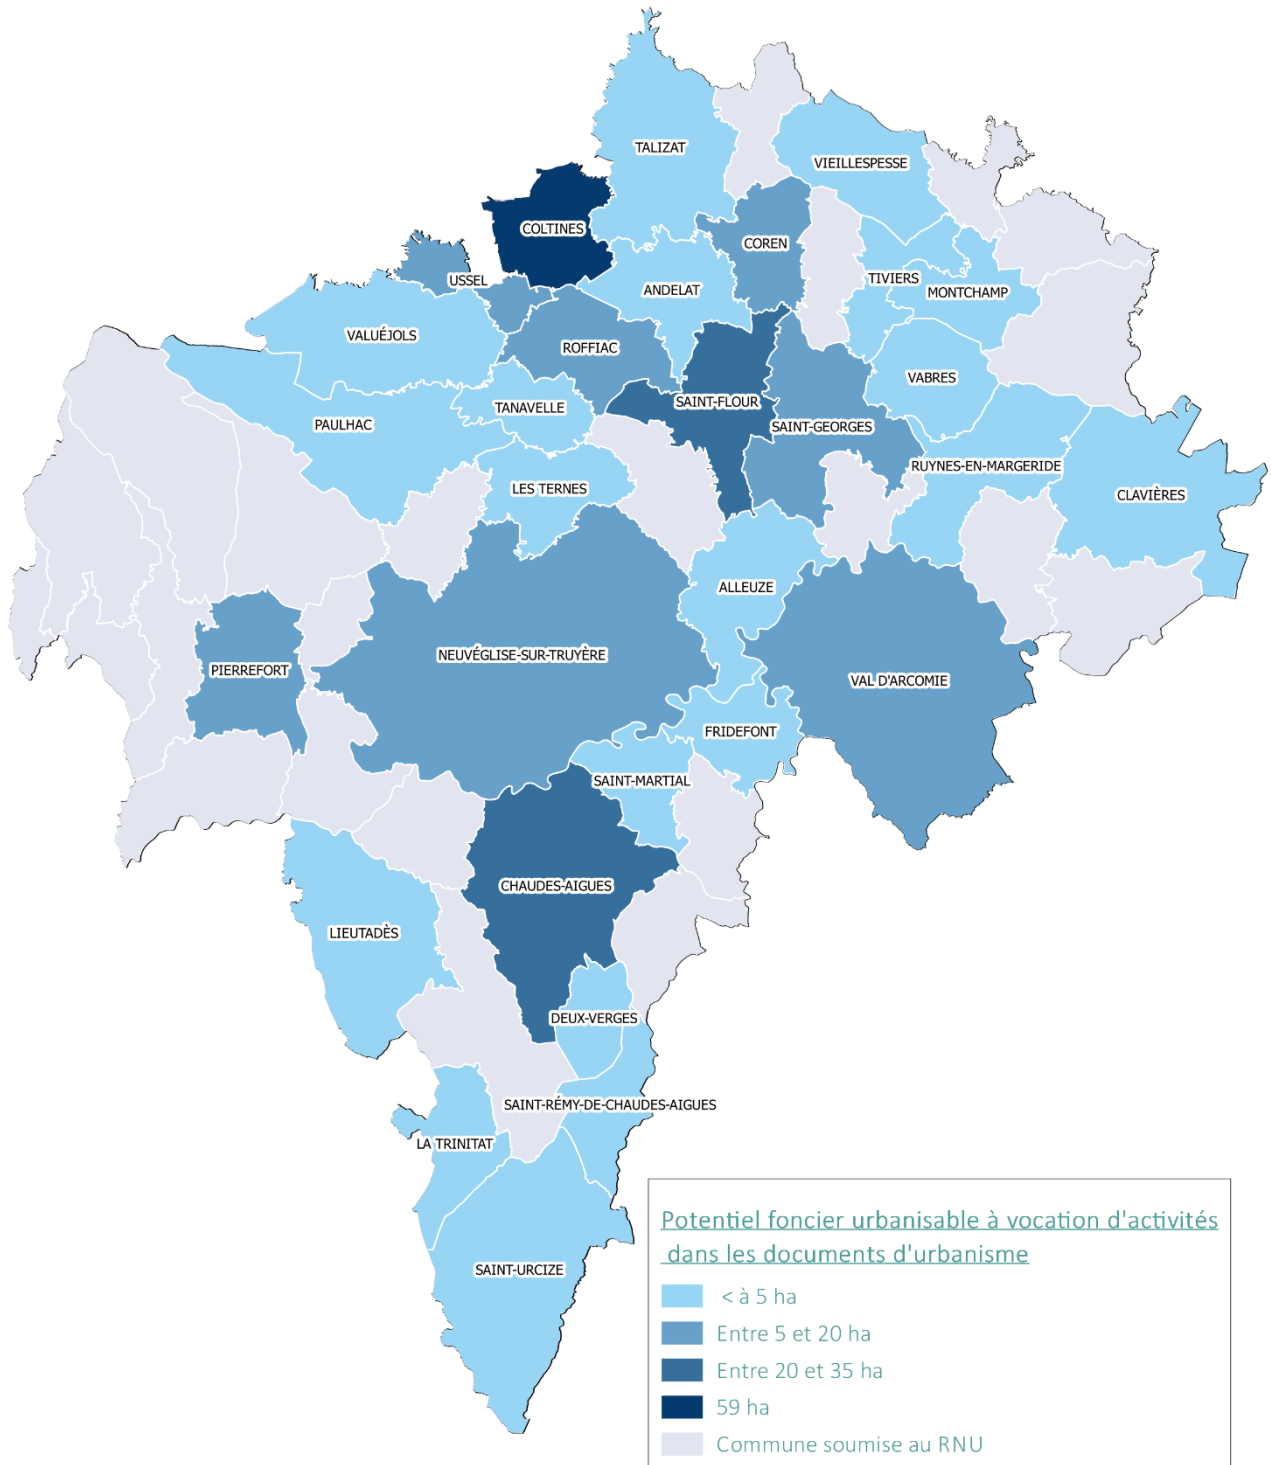 TALIZAT
VIEILLESPESSE
COLTINES
COREN
USSEL
ANDELAT
TIVIERS
MONTCHAMP
VALUÉJOLS
ROFFIAC
VABRES
TANAVELLE
SAINT-FLOUR
PAULHAC
SAINT-GEORGES
RUYNES-EN-MARGERIDE
LES TERNES
CLAVIÈRES
ALLEUZE
NEUVÉGLISE-SUR-TRUYÈRE
PIERREFORT
VAL D'ARCOMIE
FRIDEFONT
SAINT-MARTIAL
CHAUDES-AIGUES
LIEUTADÈS
DEUX-VERGES
SAINT-RÉMY-DE-CHAUDES-AIGUES
LA TRINITAT
SAINT-URCIZE
Potentiel foncier urbanisable à vocation d'activités
dans les documents d'urbanisme
< à 5 ha
Entre 5 et 20 ha
Entre 20 et 35 ha
59 ha
Commune soumise au RNU